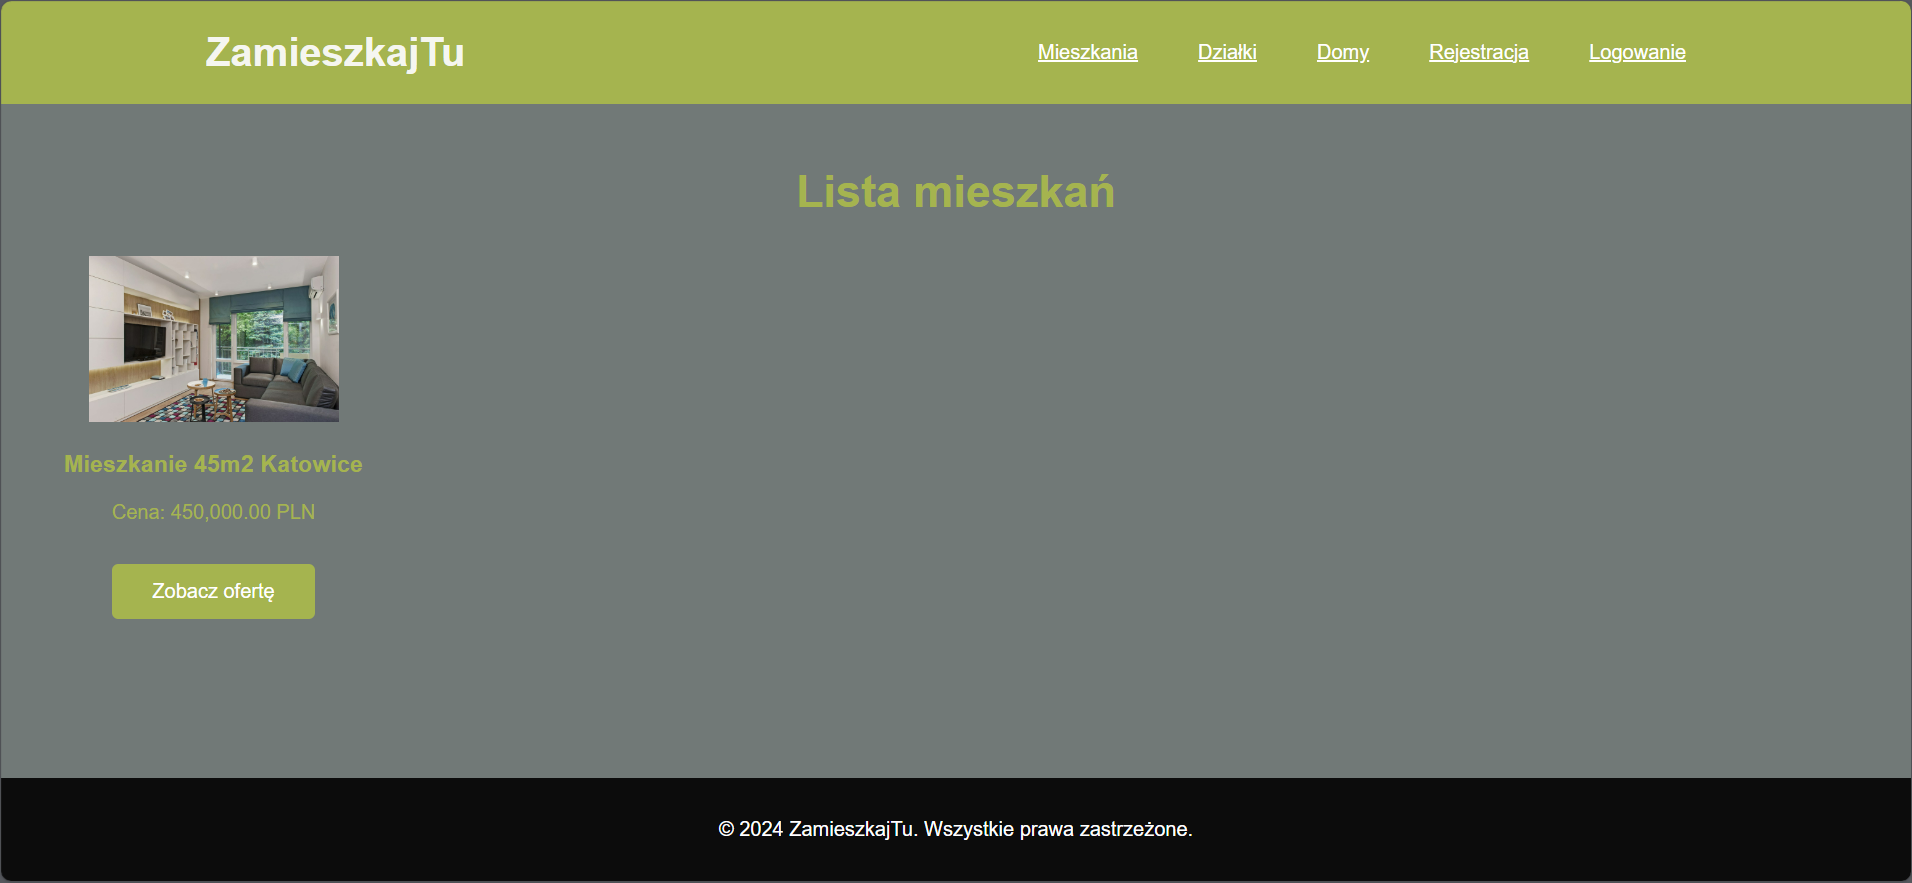 ZamieszkajTu
Mieszkania Działki Domy Rejestracja Logowanie
Lista mieszkań
Mieszkanie 45m2 Katowice
Cena: 450,000.00 PLN
Zobacz ofertę
© 2024 ZamieszkajTu. Wszystkie prawa zastrzeżone.